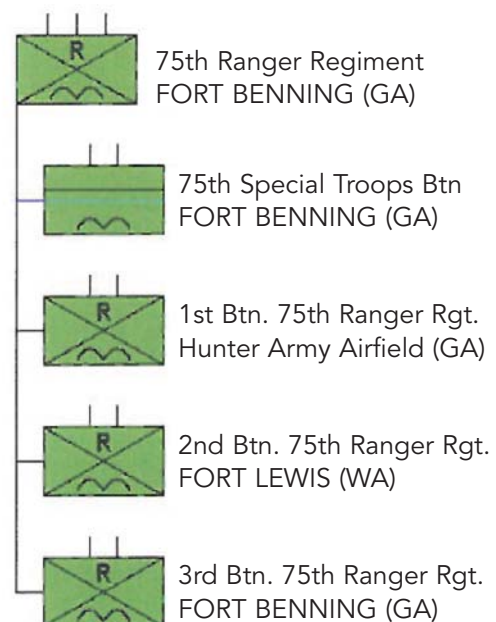 R
75th Ranger Regiment
FORT BENNING (GA)
75th Special Troops Btn
FORT BENNING (GA)
R
1st Btn. 75th Ranger Rgt.
Hunter Army Airfield (GA)
R
2nd Btn. 75th Ranger Rgt.
FORT LEWIS (WA)
R
3rd Btn. 75th Ranger Rgt.
FORT BENNING (GA)